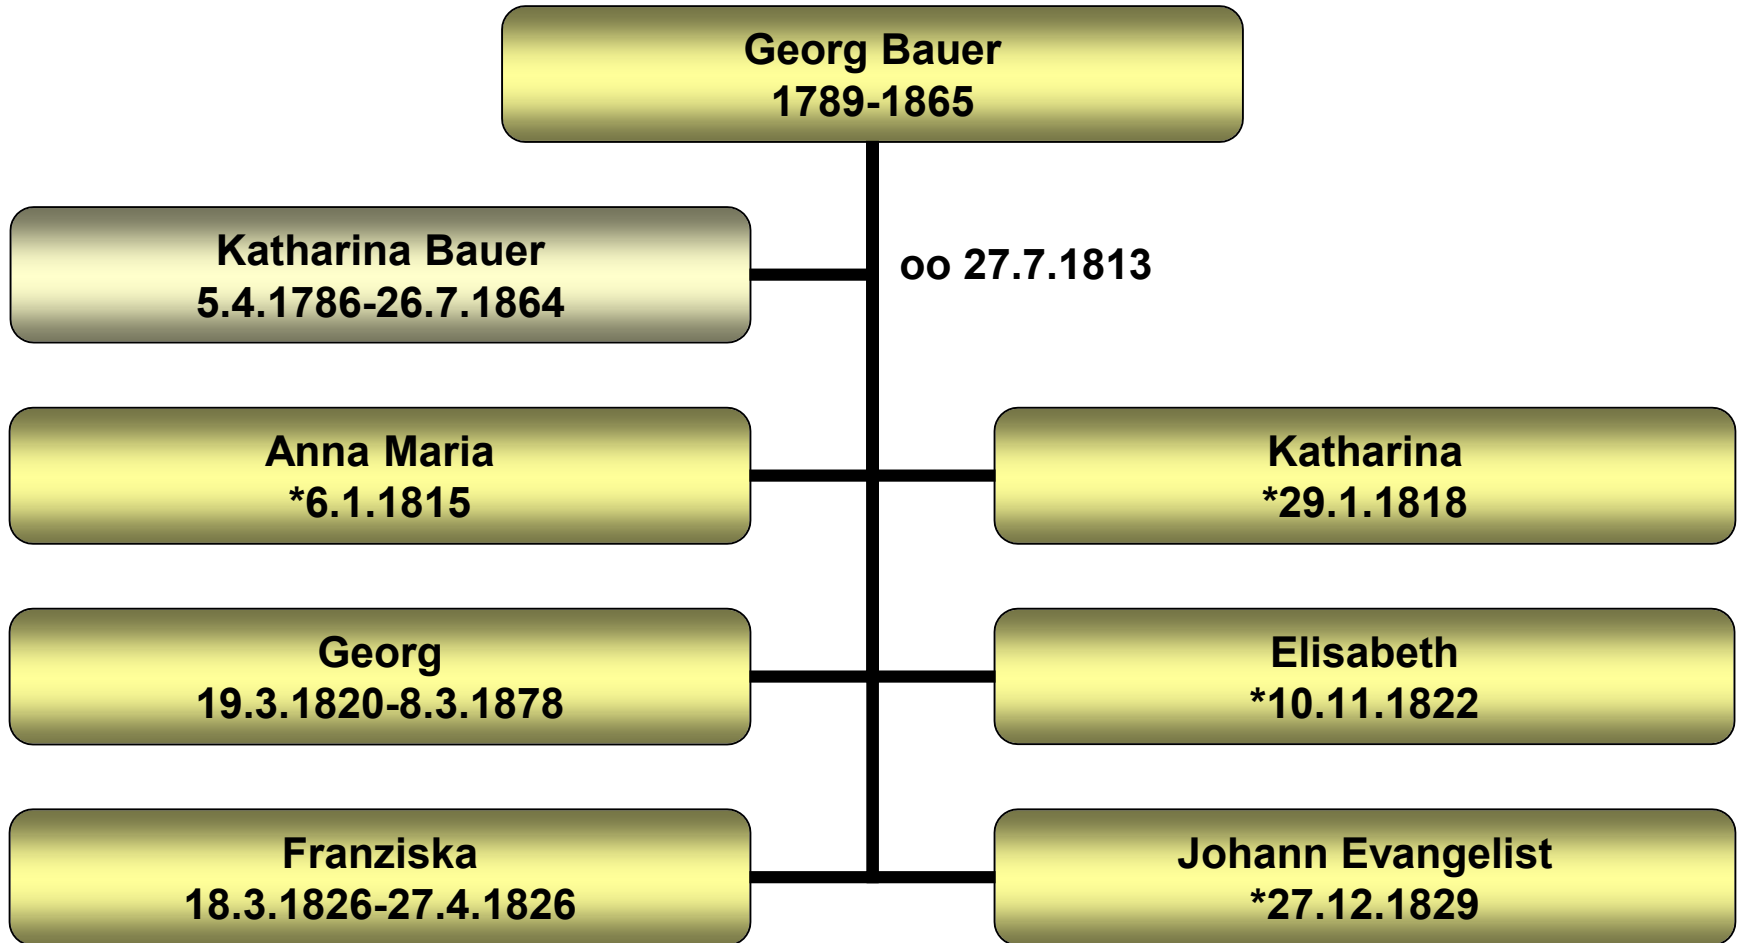 Georg Bauer
1789-1865
Katharina Bauer
5.4.1786-26.7.1864
oo 27.7.1813
Anna Maria
*6.1.1815
Katharina
*29.1.1818
Georg
19.3.1820-8.3.1878
Elisabeth
*10.11.1822
Franziska
18.3.1826-27.4.1826
Johann Evangelist
*27.12.1829